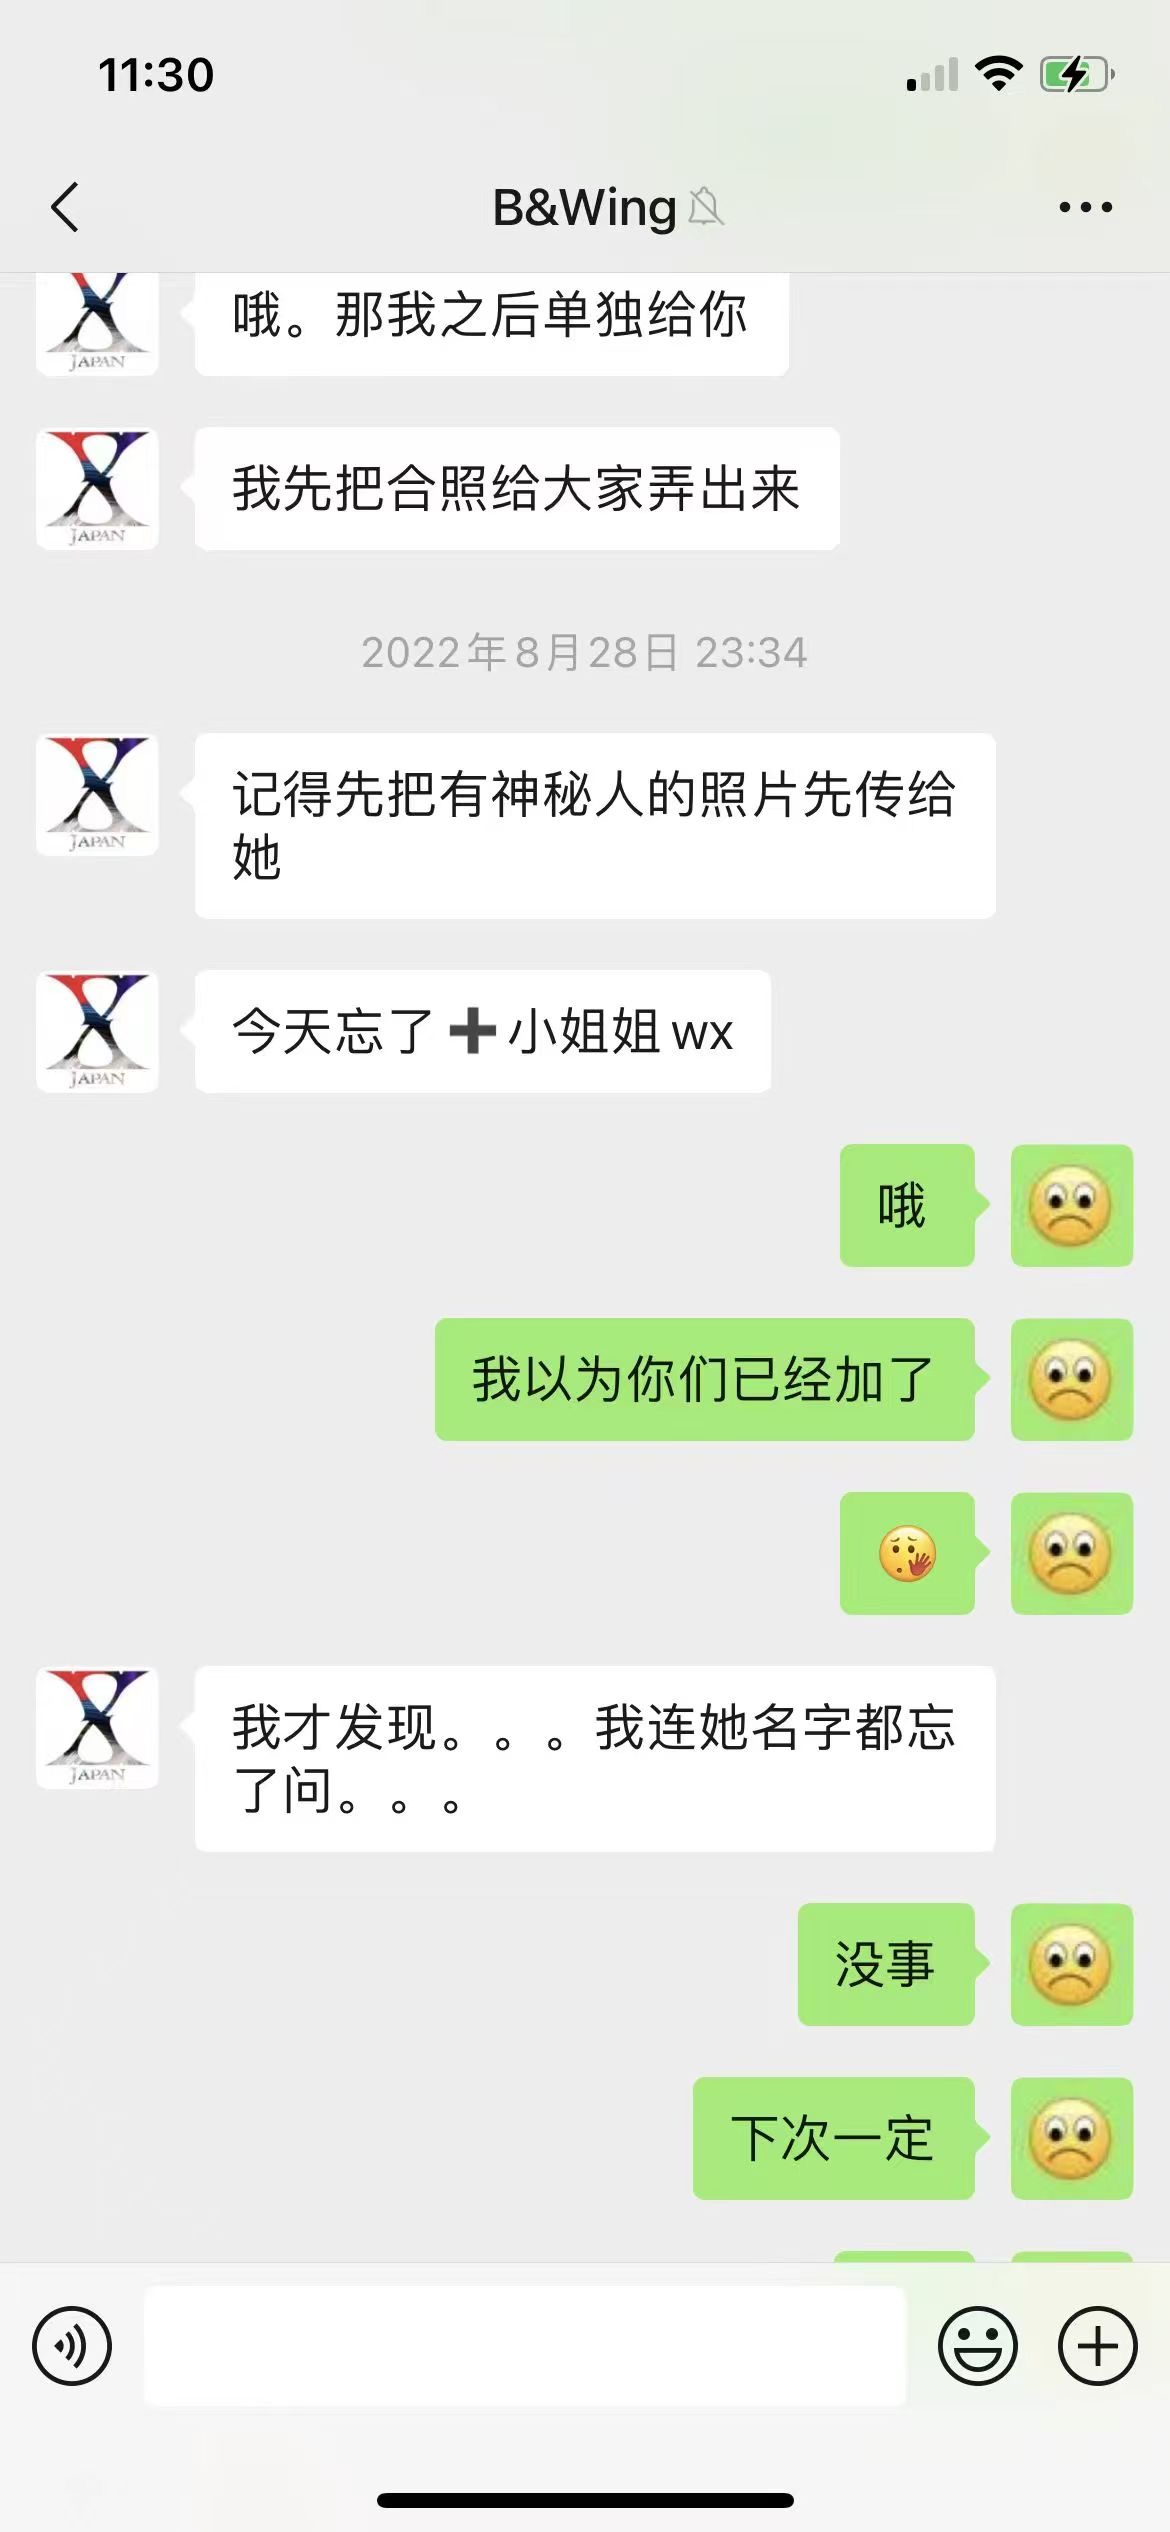 11:30
B&Wing
哦。那我之后单独给你
JAPAN
我先把合照给大家弄出来
JAPAN
2022年8月28日 23:34
记得先把有神秘人的照片先传给
她
JAPAN
今天忘了➕小姐姐wx
JAPAN
哦
我以为你们已经加了
我才发现。。。我连她名字都忘
了问。。。
JAPAN
没事
下次一定